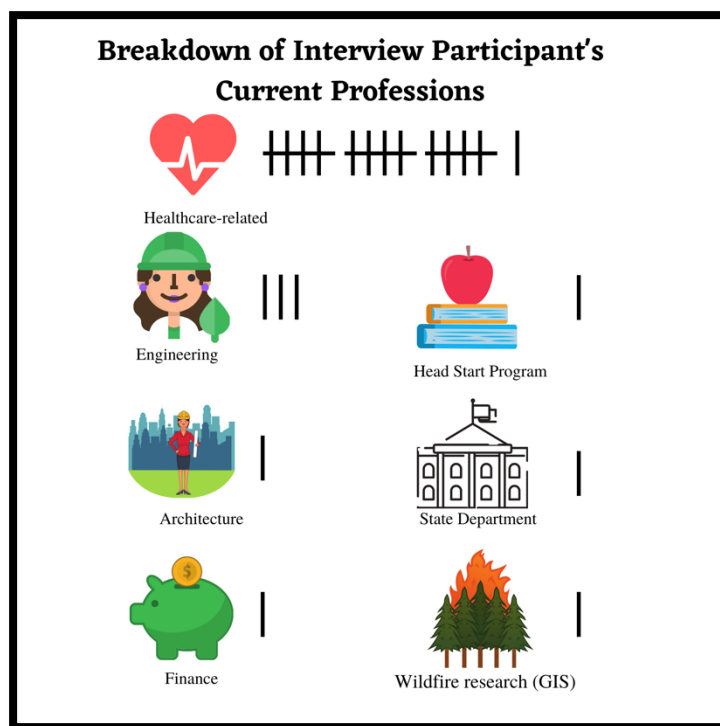 Breakdown of Interview Participant's
Current Professions
Healthcare-related
Engineering
Head Start Program
Architecture
State Department
$
Finance
Wildfire research (GIS)